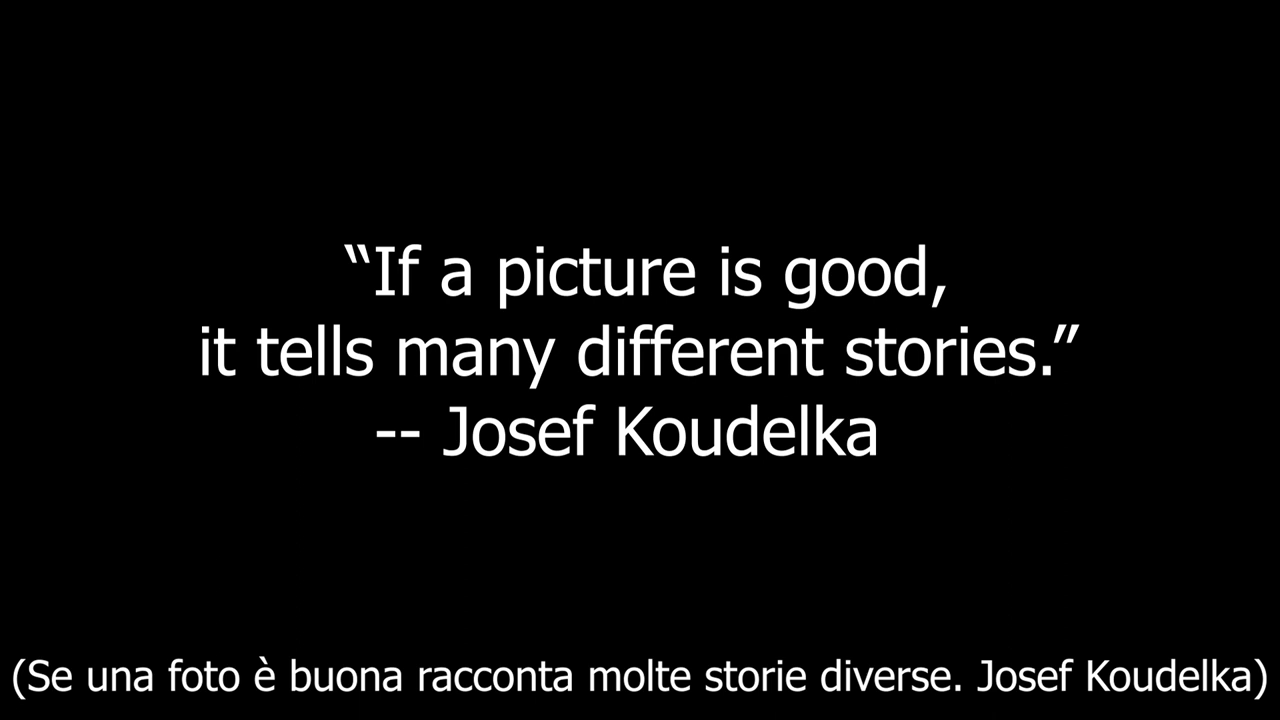 “If a picture is good,
it tells many different stories.”
-- Josef Koudelka
(Se una foto è buona racconta molte storie diverse. Josef Koudelka)